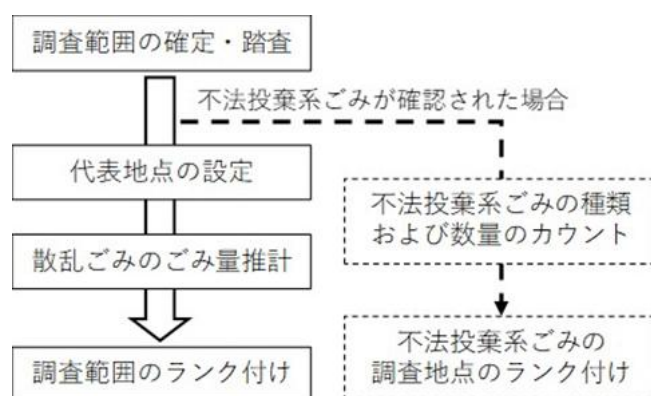 調査範囲の確定・踏査
不法投棄系ごみが確認された場合
代表地点の設定
不法投棄系ごみの種類
および数量のカウント
散乱ごみのごみ量推計
不法投棄系ごみの
調査地点のランク付け
調査範囲のランク付け